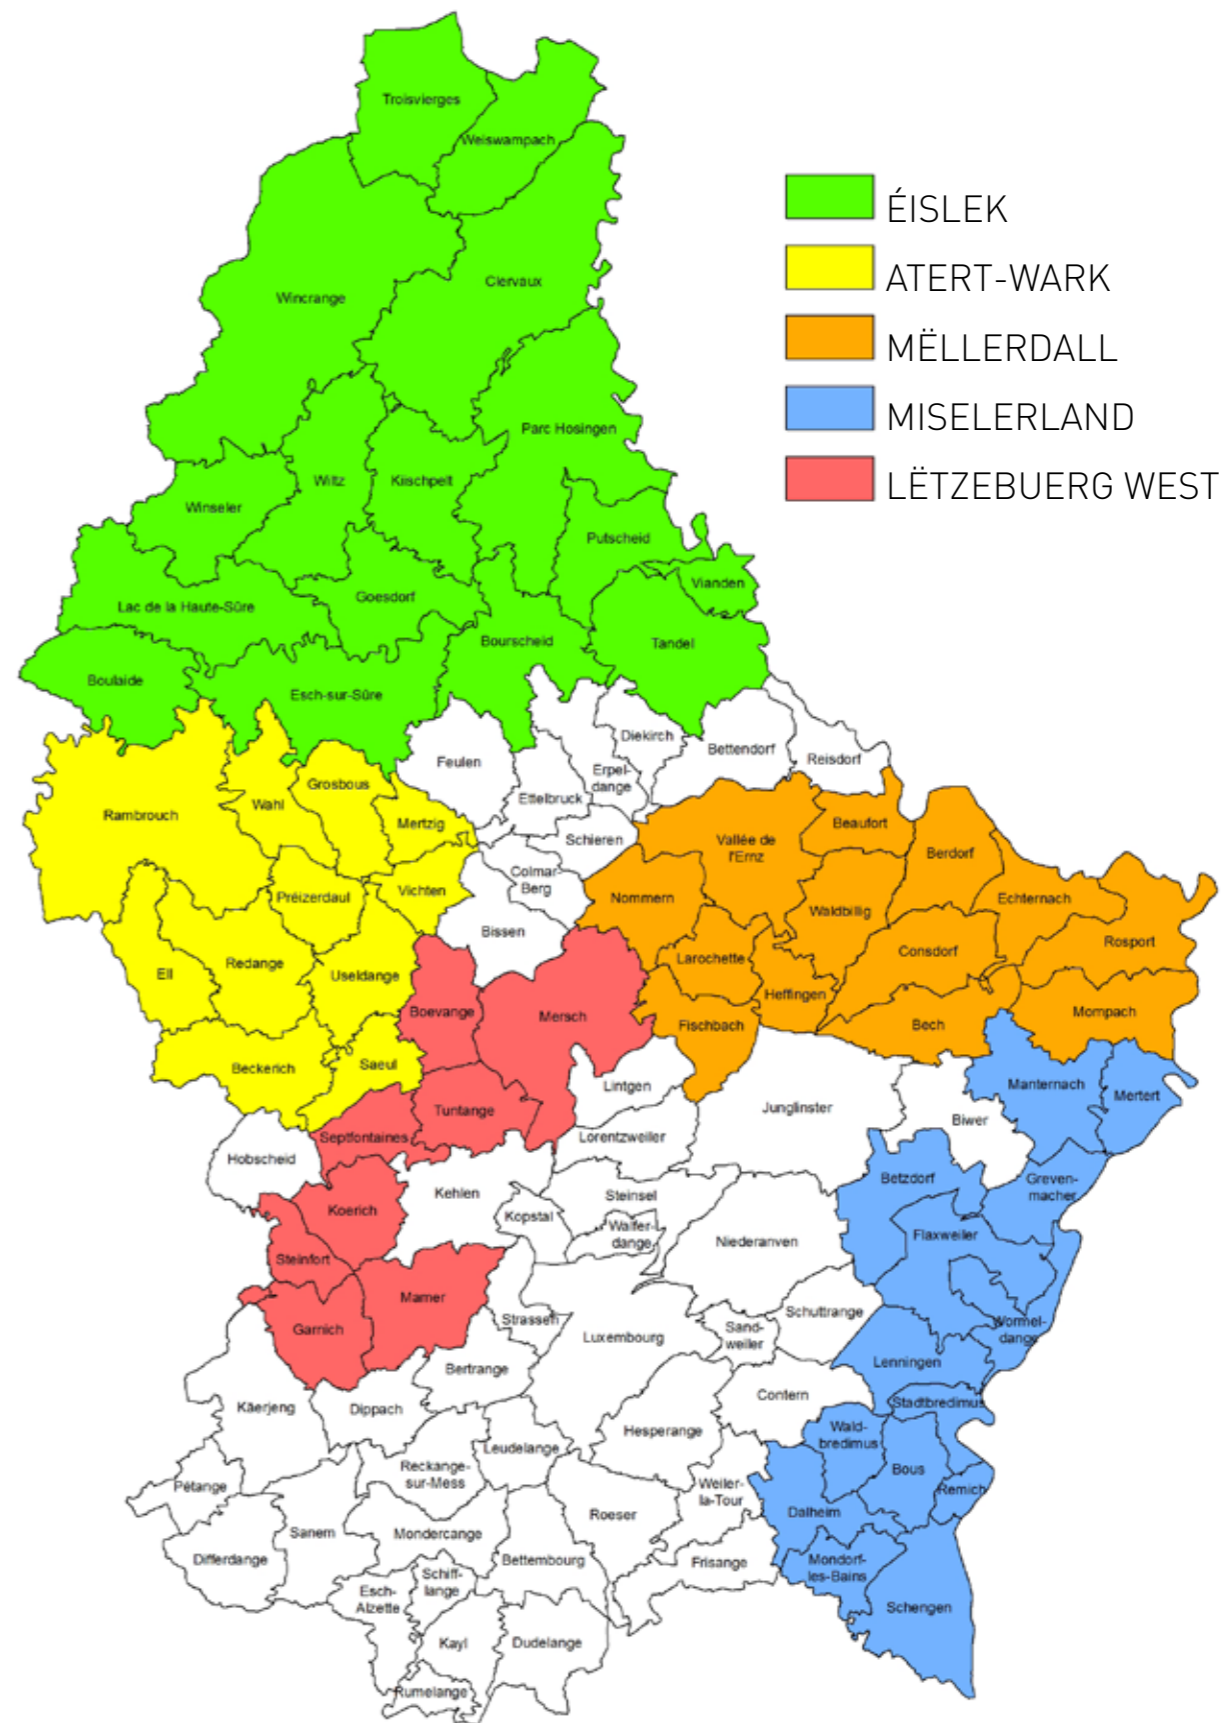 Troisvierges
Weiswampach
ÉISLEK
ATERT-WARK
MËLLERDALL
MISELERLAND
LËTZEBUERG WEST
Clervaux
Wincrange
Parc Hosingen
Wiltz
Kiischpelt
Winseler
Putscheid
Vianden
Goesdorf
Lac de la Haute-Sûre
Bourscheid
Tandel
Boulaide
Esch-sur-Sûre
Diekirch
Bettendorf
Reisdorf
Feulen
Erpel-
dange
Ettelbruck
Grosbous
Wahl
Rambrouch
Mertzig
Schieren
Vallée de
l'Ernz
Beaufort
Berdorf
Colmar-
Berg
Vichten
Préizerdaul
Nommern
Waldbillig
Echternach
Bissen
Rosport
Consdorf
Larochette
Redange
Ell
Useldange
Heffingen
Boevange
Mersch
Fischbach
Bech
Mompach
Beckerich
Saeul
Lintgen
Manternach
Mertert
Junglinster
Biwer
Tuntange
Septfontaines
Lorentzweiler
Hobscheid
Betzdorf
Greven-
macher
Kehlen
Steinsel
Koerich
Kopstal
Walfer-
dange
Niederanven
Flaxweiler
Steinfort
Mamer
Schuttrange
Garnich
Strassen
Luxembourg
Sand-
weiler
Wormel-
dange
Lenningen
Bertrange
Contern
Stadtbredimus
Käerjeng
Dippach
Hesperange
Wald-
bredimus
Leudelange
Reckange-
sur-Mess
Bous
Pétange
Weiler-
la-Tour
Remich
Roeser
Dalheim
Sanem
Mondercange
Differdange
Bettembourg
Frisange
Mondorf-
les-Bains
Schiff-
lange
Esch-
Alzette
Schengen
Kayl
Dudelange
Rumelange